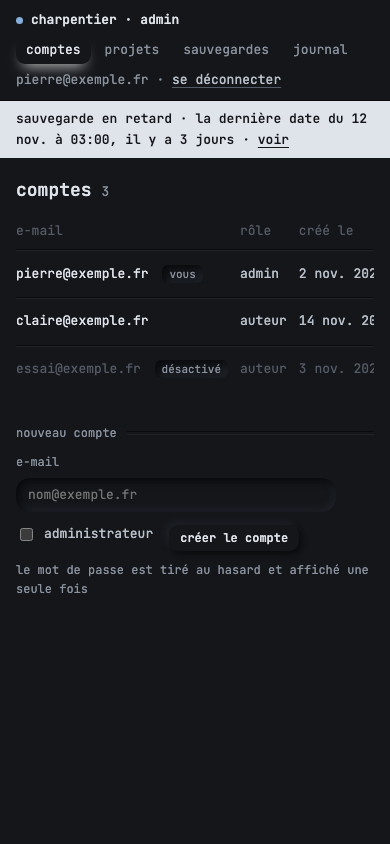 charpentier · admin
comptes projets sauvegardes journal
pierre@exemple.fr · se déconnecter
sauvegarde en retard · la dernière date du 12
nov. à 03:00, il y a 3 jours · voir
comptes 3
e-mail rôle créé le
pierre@exemple.fr vous admin 2 nov. 202
claire@exemple.fr auteur 14 nov. 20
essai@exemple.fr désactivé auteur 3 nov. 202
nouveau compte
e-mail
nom@exemple.fr
administrateur créer le compte
le mot de passe est tiré au hasard et affiché une
seule fois